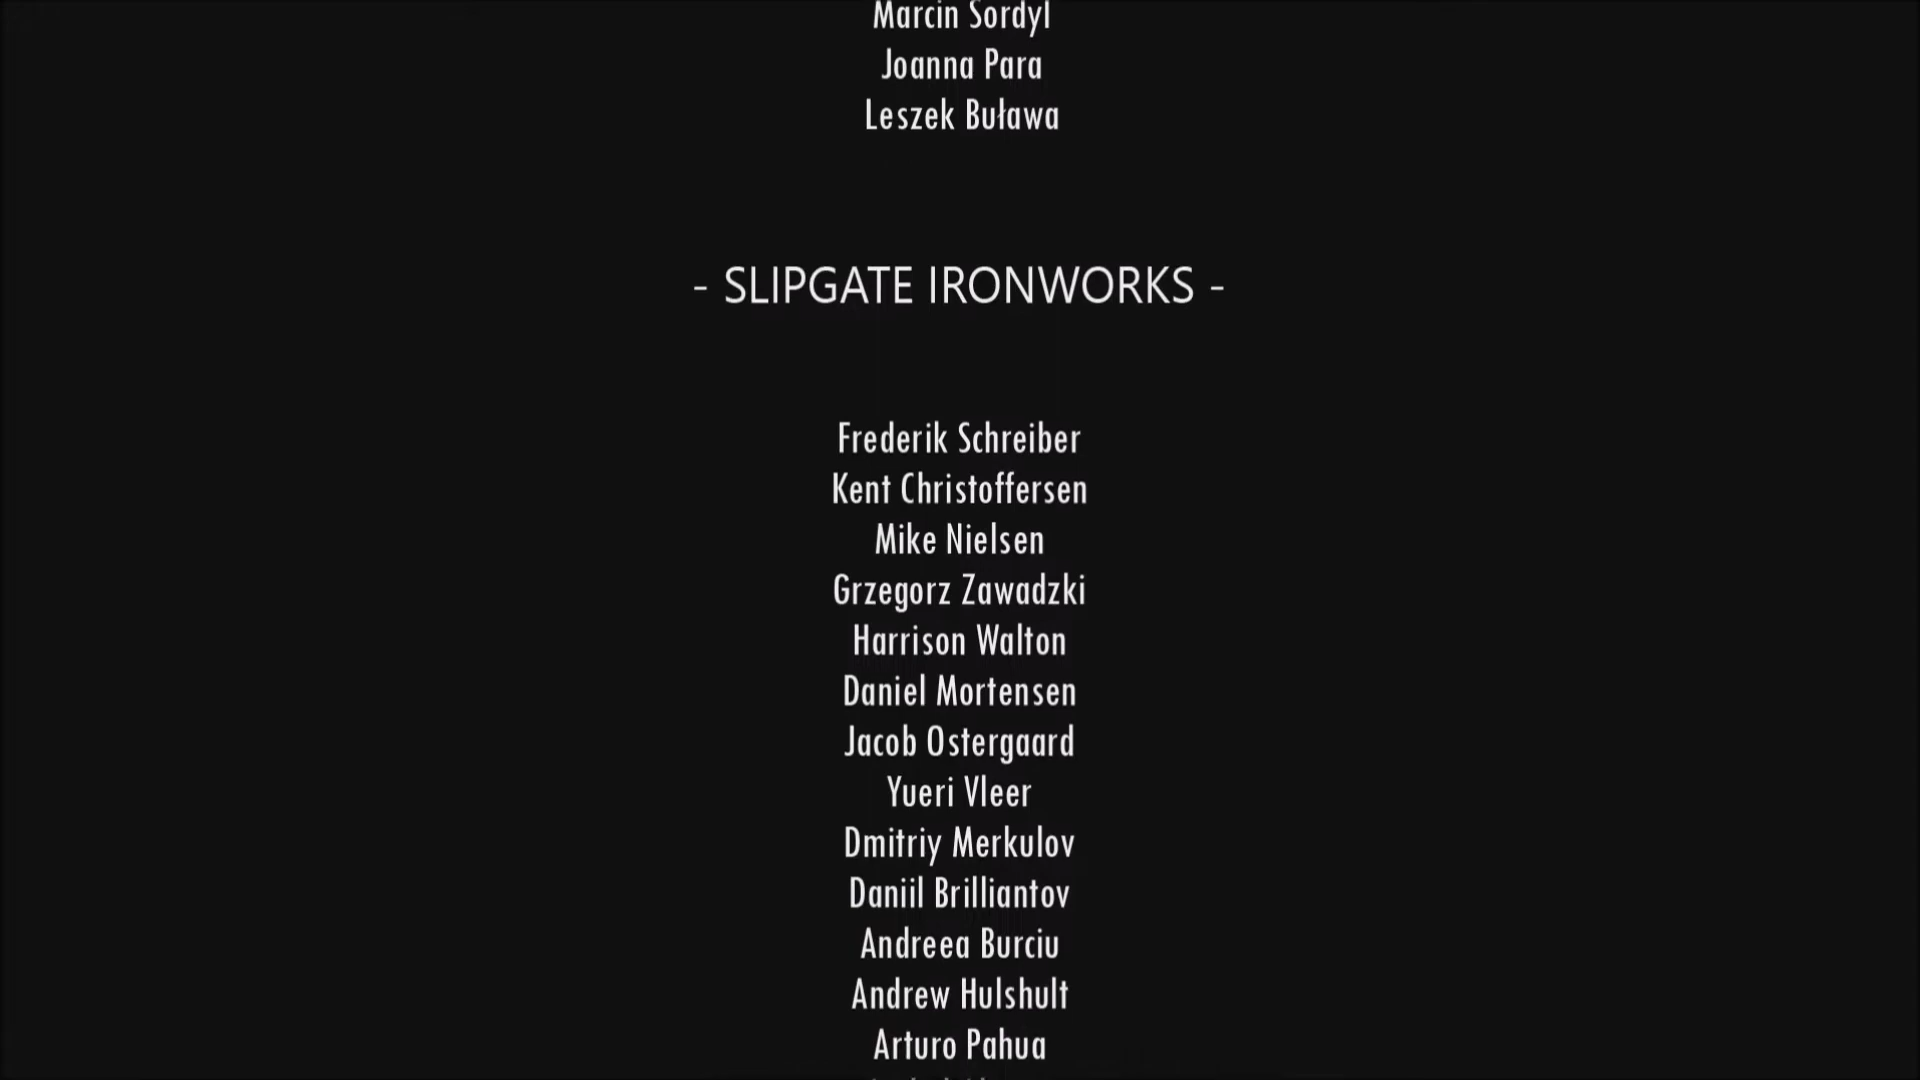 Marcin Sordyl
Joanna Para
Leszek Buława
- SLIPGATE IRONWORKS -
Frederik Schreiber
Kent Christoffersen
Mike Nielsen
Grzegorz Zawadzki
Harrison Walton
Daniel Mortensen
Jacob Ostergaard
Yueri Vleer
Dmitriy Merkulov
Daniil Brilliantov
Andreea Burciu
Andrew Hulshult
Arturo Pahua